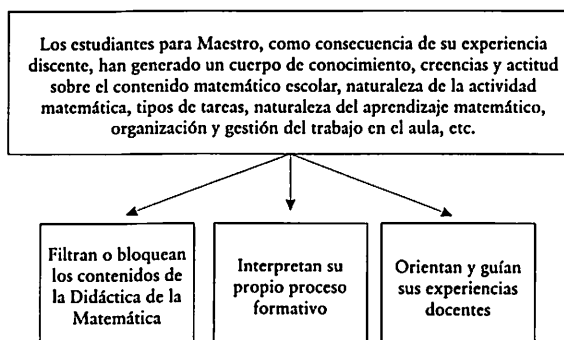 Los estudiantes para Maestro, como consecuencia de su experiencia
discente, han generado un cuerpo de conocimiento, creencias y actitud
sobre el contenido matemático escolar, naturaleza de la actividad
matemática, tipos de tareas, naturaleza del aprendizaje matemático,
organización y gestión del trabajo en el aula, etc.
Filtran o bloquean
los contenidos de
la Didáctica de la
Matemática
Interpretan su
propio proceso
formativo
Orientan y guían
sus experiencias
docentes